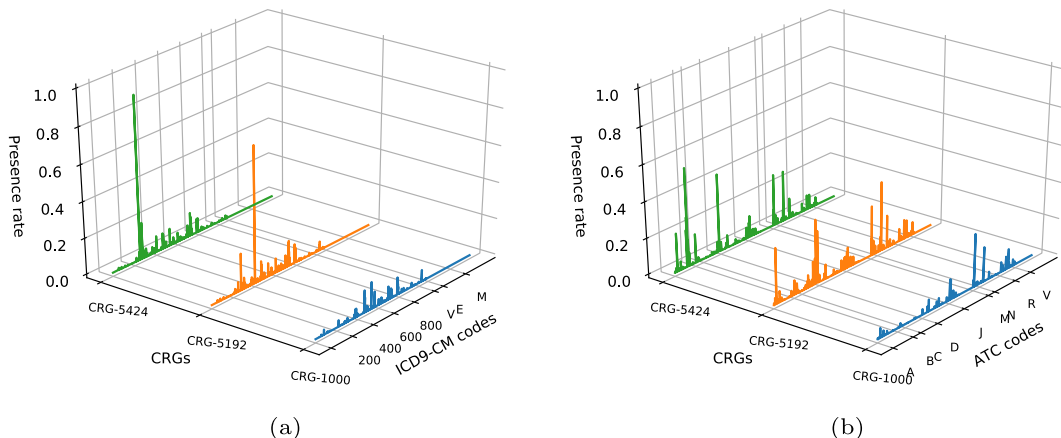 1.0
0.8
0.6
0.4
0.2
0.0
Presence rate
CRG-5424
CRG-5192
CRG-1000
CRGs
200
400
600
800
V
E
M
ICD9-CM codes
(a)
1.0
0.8
0.6
0.4
0.2
0.0
Presence rate
CRG-5424
CRG-5192
CRG-1000
CRGs
A
B
C
D
J
M
N
R
V
ATC codes
(b)